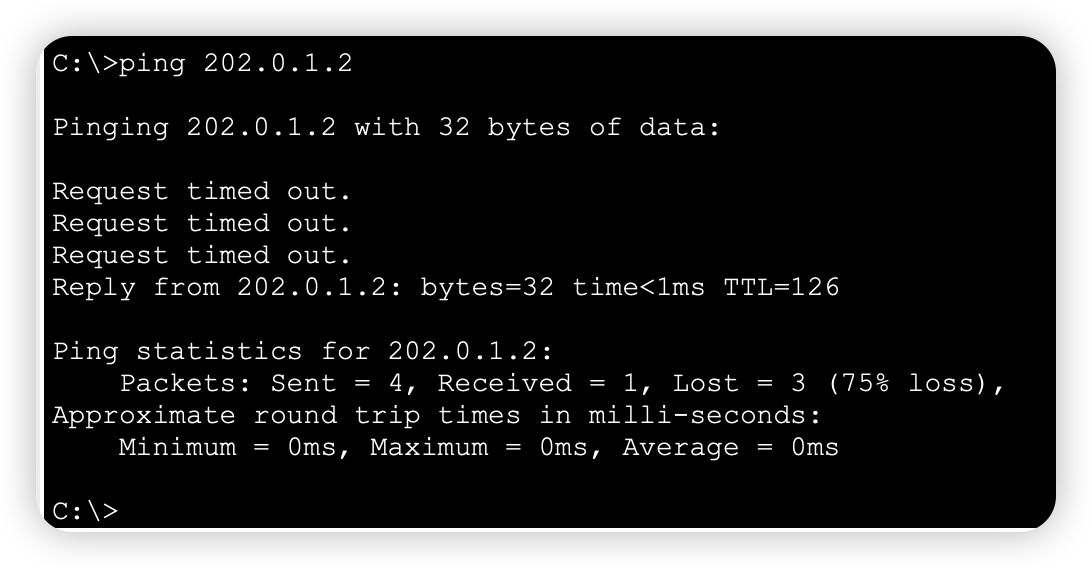 C:\>ping 202.0.1.2
Pinging 202.0.1.2 with 32 bytes of data:
Request timed out.
Request timed out.
Request timed out.
Reply from 202.0.1.2: bytes=32 time<1ms TTL=126
Ping statistics for 202.0.1.2:
    Packets: Sent = 4, Received = 1, Lost = 3 (75% loss),
Approximate round trip times in milli-seconds:
    Minimum = 0ms, Maximum = 0ms, Average = 0ms
C:\>